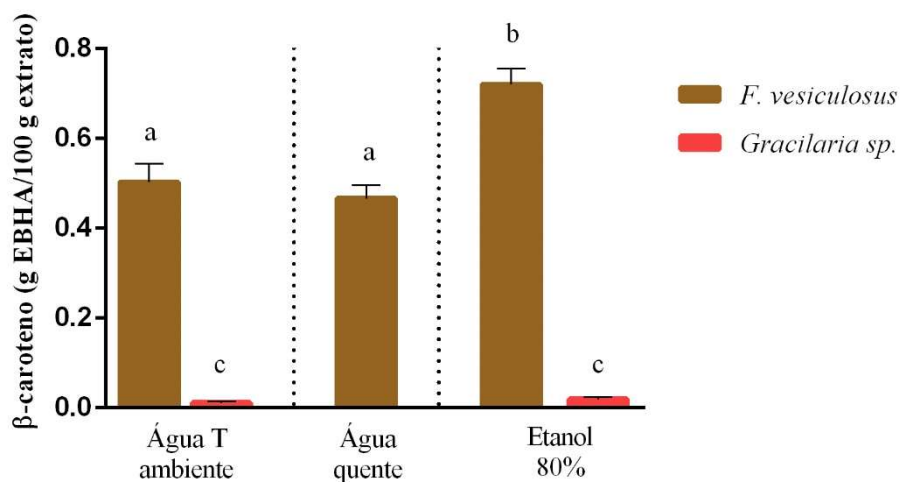 β-caroteno (g EBHA/100 g extrato)
0.8
0.6
0.4
0.2
0.0
a
c
a
b
c
Água T
ambiente
Água
quente
Etanol
80%
F. vesiculosus
Gracilaria sp.